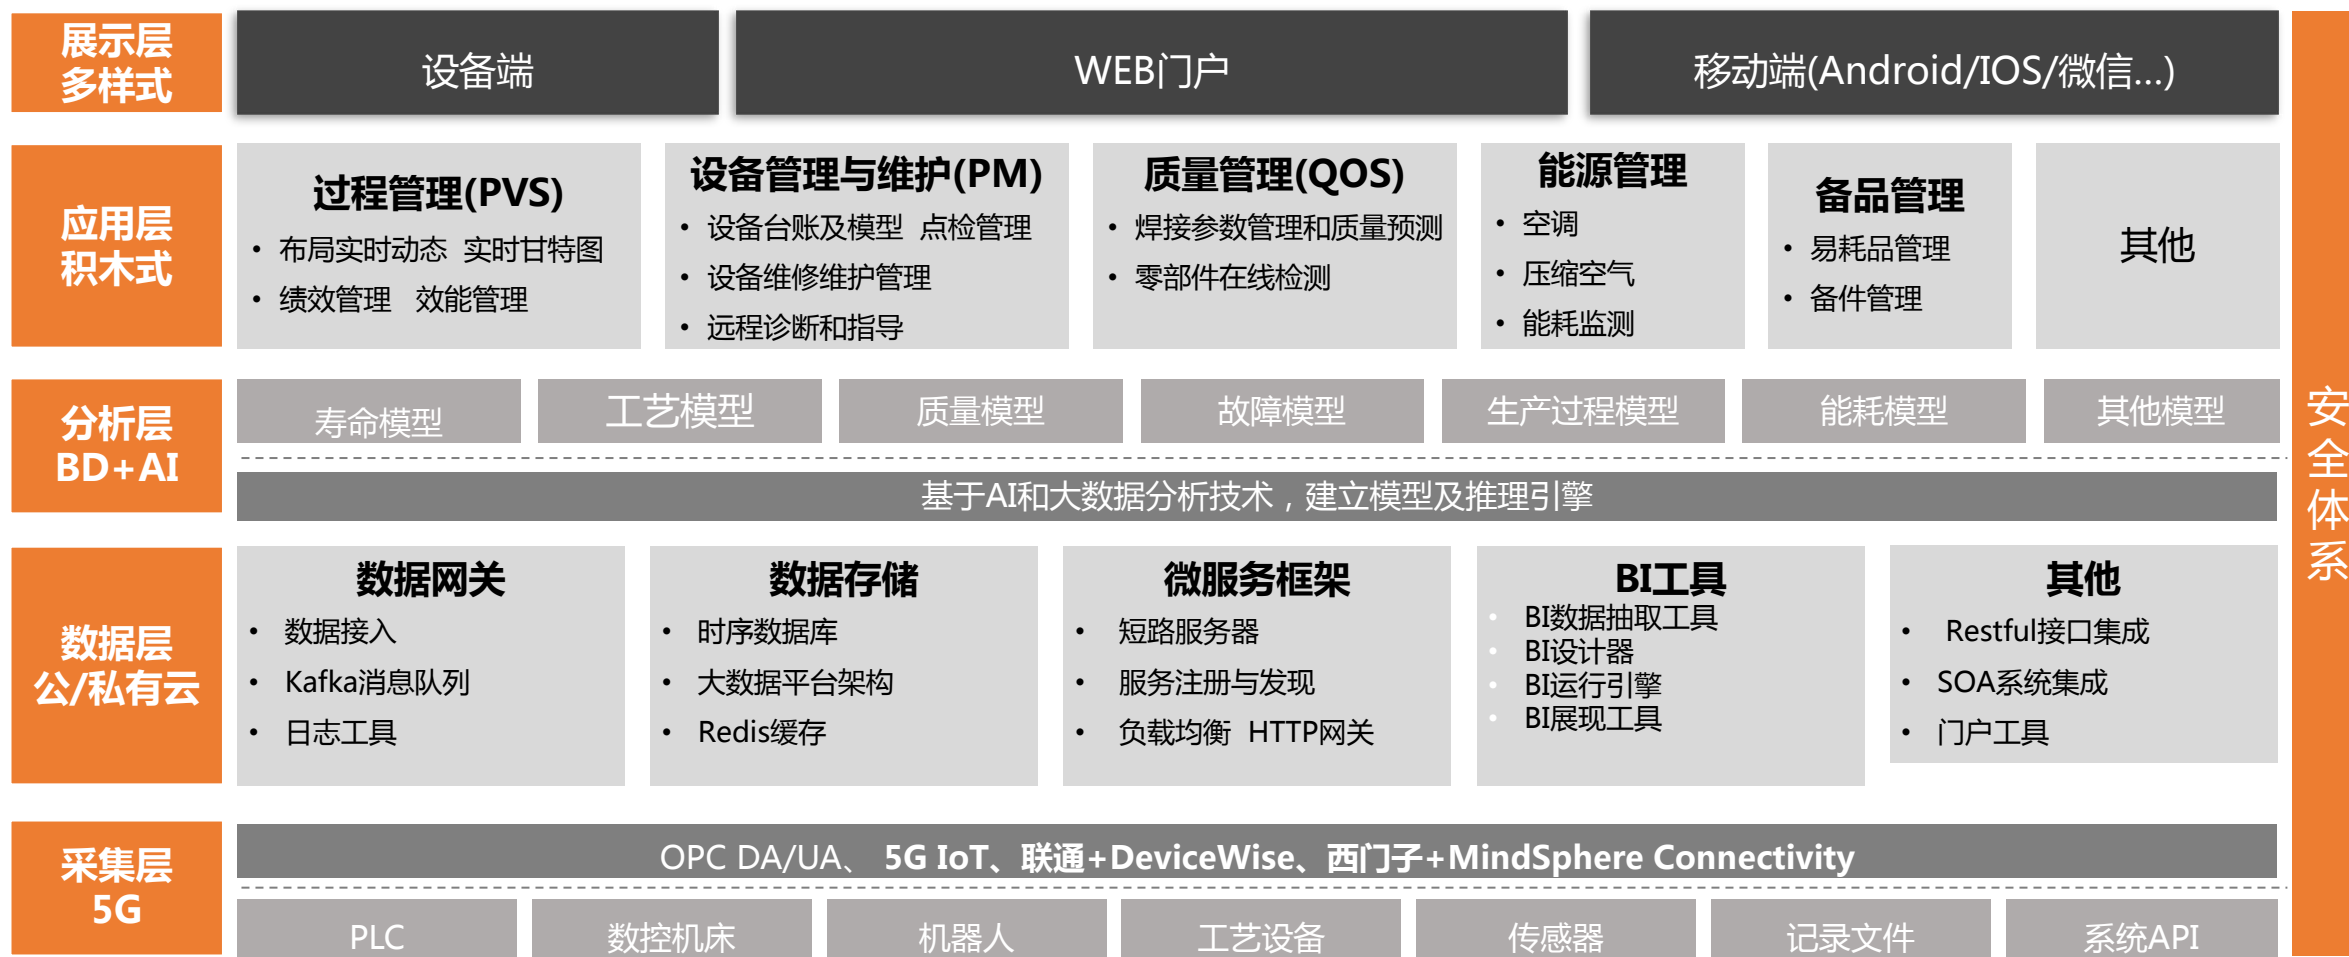 展示层
多样式
设备端
WEB门户
移动端(Android/IOS/微信...)
应用层
积木式
过程管理(PVS)
• 布局实时动态 实时甘特图
• 绩效管理 效能管理
设备管理与维护(PM)
• 设备台账及模型 点检管理
• 设备维修维护管理
• 远程诊断和指导
质量管理(QOS)
• 焊接参数管理和质量预测
• 零部件在线检测
能源管理
• 空调
• 压缩空气
• 能耗监测
备品管理
• 易耗品管理
• 备件管理
其他
分析层
BD+AI
寿命模型
工艺模型
质量模型
故障模型
生产过程模型
能耗模型
其他模型
基于AI和大数据分析技术，建立模型及推理引擎
数据层
公/私有云
数据网关
• 数据接入
• Kafka消息队列
• 日志工具
数据存储
• 时序数据库
• 大数据平台架构
• Redis缓存
微服务框架
• 短路服务器
• 服务注册与发现
• 负载均衡 HTTP网关
BI工具
• BI数据抽取工具
• BI设计器
• BI运行引擎
• BI展现工具
其他
• Restful接口集成
• SOA系统集成
• 门户工具
采集层
5G
OPC DA/UA、 5G IoT、联通+DeviceWise、西门子+MindSphere Connectivity
PLC
数控机床
机器人
工艺设备
传感器
记录文件
系统API
安全体系